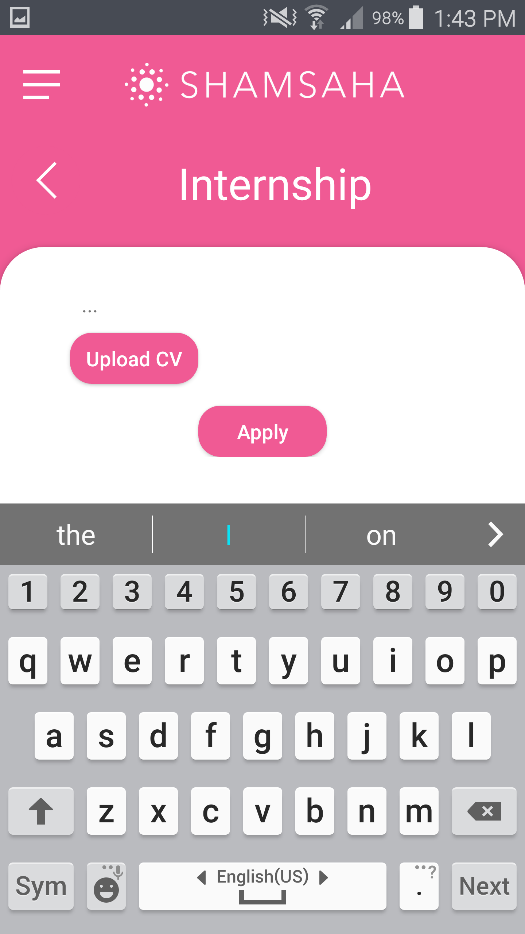 98% 1:43 PM
SHAMSAHA
Internship
...
Upload CV
Apply
the I on
1 2 3 4 5 6 7 8 9 0
q w e r t y u i o p
a s d f g h j k l
z x c v b n m
Sym English(US) . ? Next